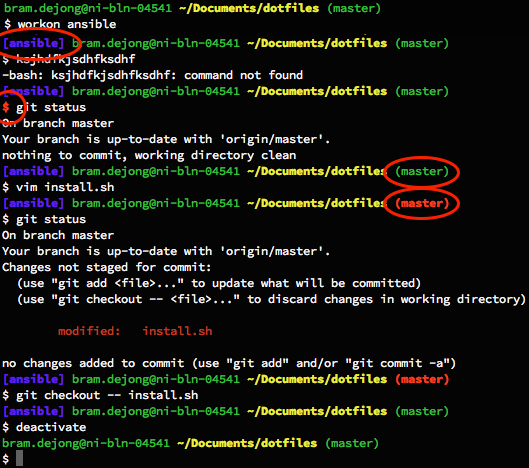 bram.dejong@ni-bln-04541 ~/Documents/dotfiles (master)
$ workon ansible
[ansible] bram.dejong@ni-bln-04541 ~/Documents/dotfiles (master)
$ ksjhdfkjsdhfksdhf
-bash: ksjhdfkjsdhfksdhf: command not found
[ansible] bram.dejong@ni-bln-04541 ~/Documents/dotfiles (master)
$ git status
On branch master
Your branch is up-to-date with 'origin/master'.
nothing to commit, working directory clean
[ansible] bram.dejong@ni-bln-04541 ~/Documents/dotfiles (master)
$ vim install.sh
[ansible] bram.dejong@ni-bln-04541 ~/Documents/dotfiles (master)
$ git status
On branch master
Your branch is up-to-date with 'origin/master'.
Changes not staged for commit:
  (use "git add <file>..." to update what will be committed)
  (use "git checkout -- <file>..." to discard changes in working directory)

        modified:   install.sh

no changes added to commit (use "git add" and/or "git commit -a")
[ansible] bram.dejong@ni-bln-04541 ~/Documents/dotfiles (master)
$ git checkout -- install.sh
[ansible] bram.dejong@ni-bln-04541 ~/Documents/dotfiles (master)
$ deactivate
bram.dejong@ni-bln-04541 ~/Documents/dotfiles (master)
$